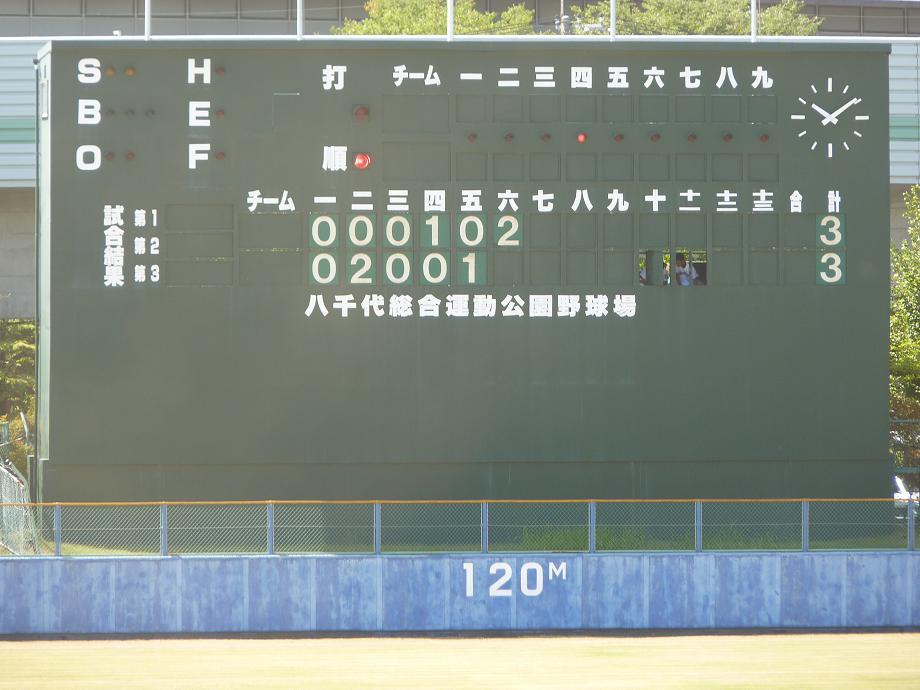 S H 打 チーム 一 二 三 四 五 六 七 八 九
B E
O F 順
チーム 一 二 三 四 五 六 七 八 九 十 十一 十二 十三 合計
試合結果 第1 0 0 0 1 0 2 3
第2
第3 0 2 0 0 1 3
八千代総合運動公園野球場
120M